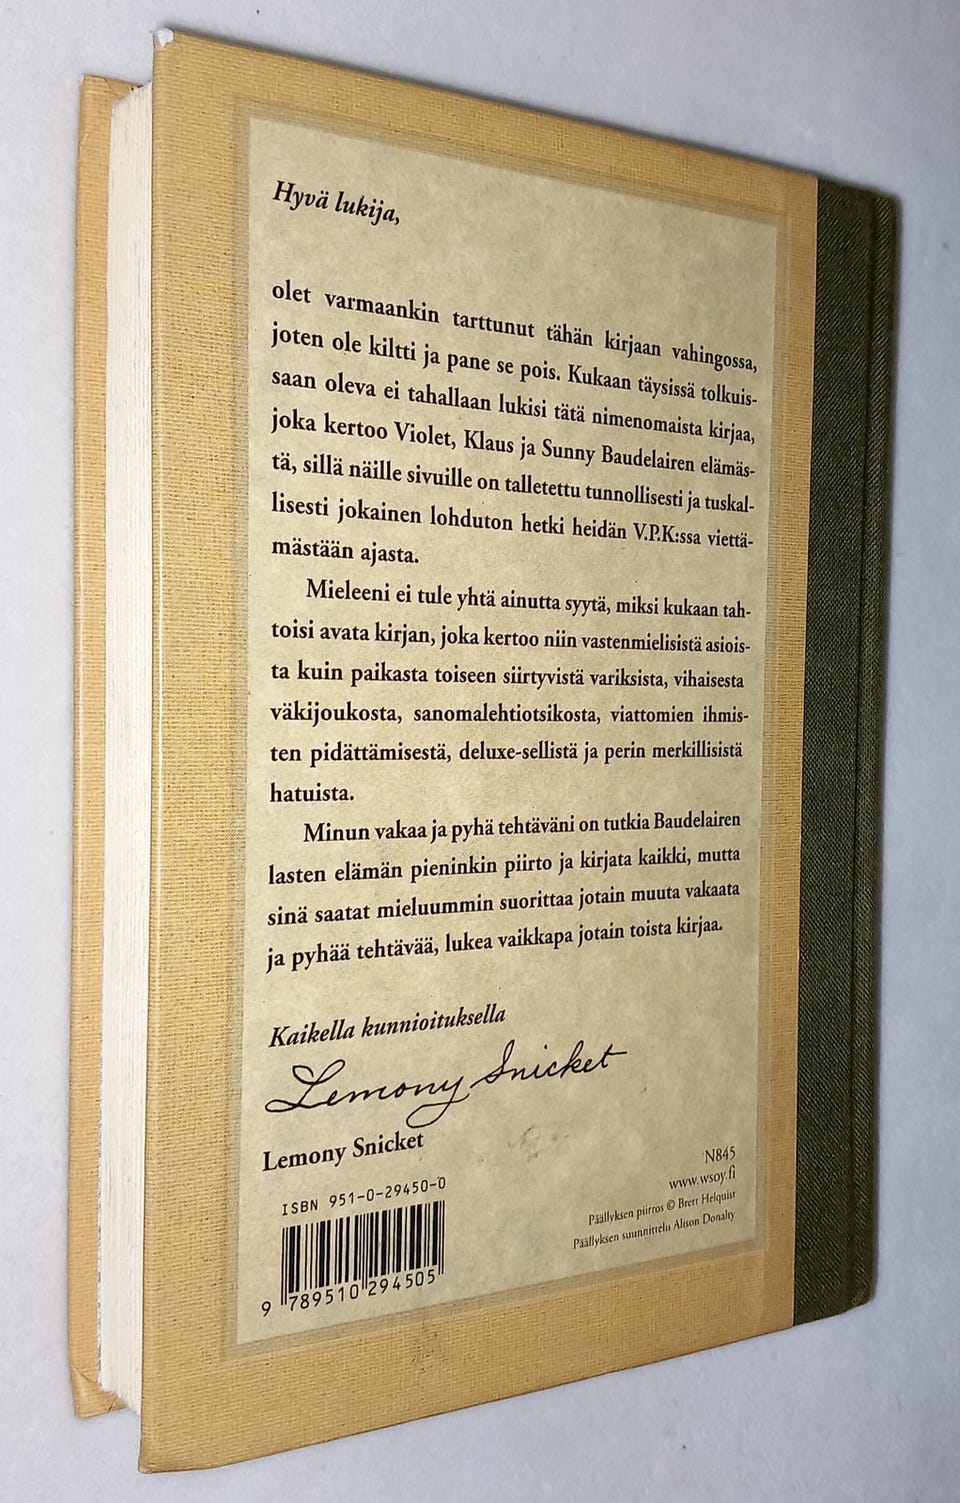 Hyvä lukija,
olet varmaankin tarttunut tähän kirjaan vahingossa,
joten ole kiltti ja pane se pois. Kukaan täysissä tolkuis-
saan oleva ei tahallaan lukisi tätä nimenomaista kirjaa,
joka kertoo Violet, Klaus ja Sunny Baudelairen elämäs-
tä, sillä näille sivuille on talletettu tunnollisesti ja tuskal-
lisesti jokainen lohduton hetki heidän V.P.K:ssa viettä-
mästään ajasta.
Mieleeni ei tule yhtä ainutta syytä, miksi kukaan tah-
toisi avata kirjan, joka kertoo niin vastenmielisistä asiois-
ta kuin paikasta toiseen siirtyvistä variksista, vihaisesta
väkijoukosta, sanomalehtiotsikosta, viattomien ihmis-
ten pidättämisestä, deluxe-sellistä ja perin merkillisistä
hatuista.
Minun vakaa ja pyhä tehtäväni on tutkia Baudelairen
lasten elämän pieninkin piirto ja kirjata kaikki, mutta
sinä saatat mieluummin suorittaa jotain muuta vakaata
ja pyhää tehtävää, lukea vaikkapa jotain toista kirjaa.
Kaikella kunnioituksella
Lemony Snicket
Lemony Snicket
ISBN 951-0-29450-0
9 789510 294505
N845
www.wsoy.fi
Päällyksen piirros © Brett Helquist
Päällyksen suunnittelu Alison Donalty